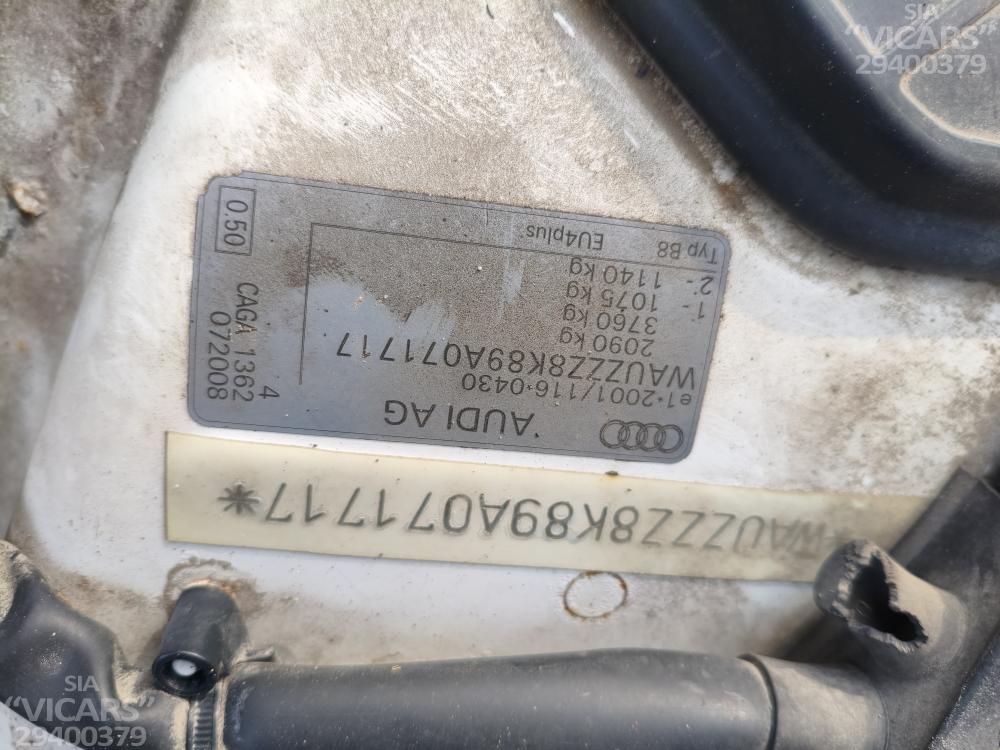 AUDI AG
e1*2001/116*0430
WAUZZZ8K89A071717
2090 kg
3760 kg
1- 1075 kg
2- 1140 kg
Typ B8 EU4plus
0.50
CAGA 1362 4
072008
*WAUZZZ8K89A071717*
SIA
“VICARS”
29400379
SIA
“VICARS”
29400379